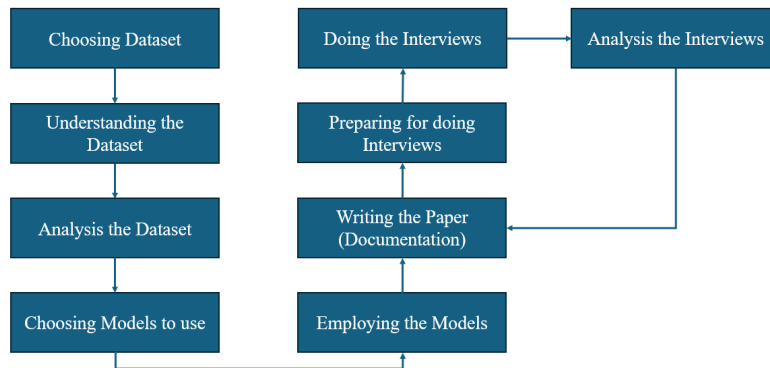 Choosing Dataset
Understanding the
Dataset
Analysis the Dataset
Choosing Models to use
Employing the Models
Writing the Paper
(Documentation)
Preparing for doing
Interviews
Doing the Interviews
Analysis the Interviews